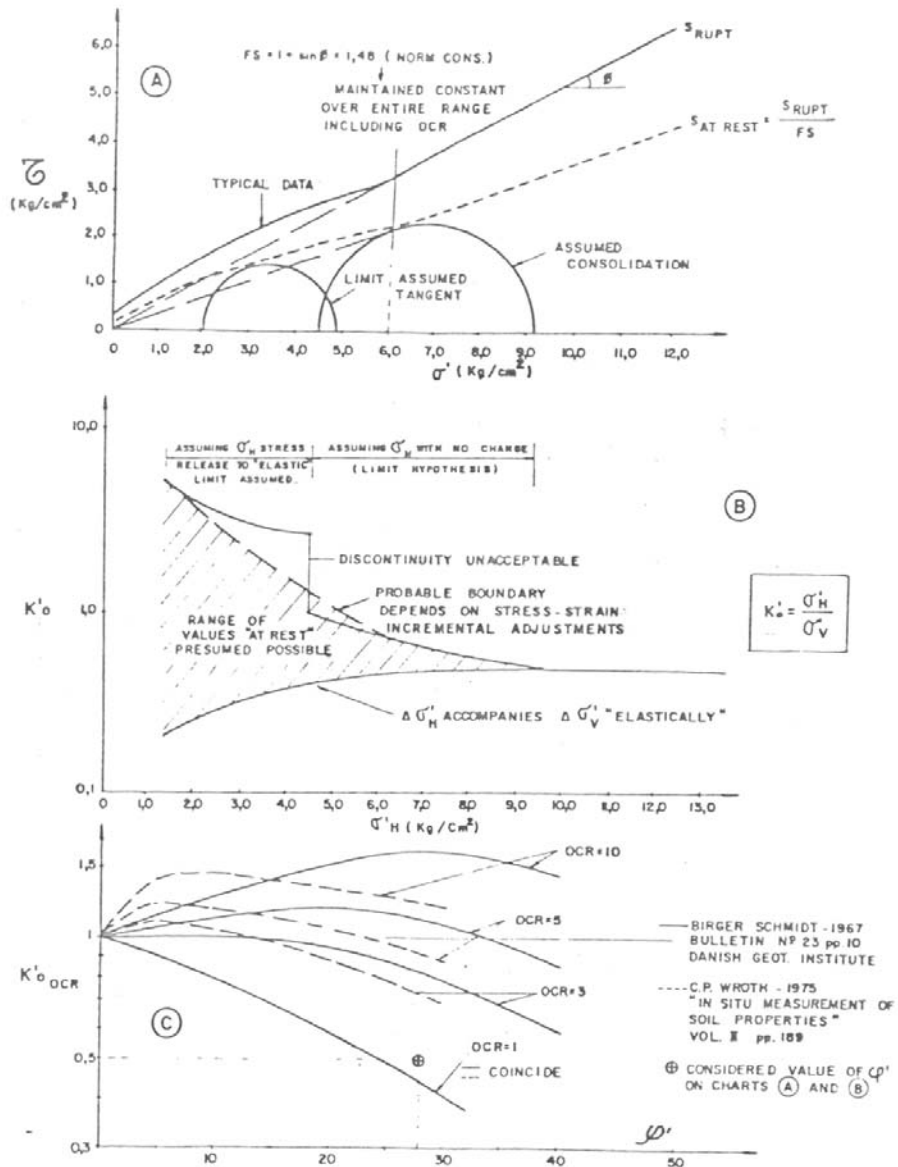 A
FS = 1 + sinø = 1,48 ( NORM CONS.)
MAINTAINED CONSTANT
OVER ENTIRE RANGE
INCLUDING OCR
S RUPT
ø
S AT REST = S RUPT / FS
TYPICAL DATA
LIMIT ASSUMED
TANGENT
ASSUMED
CONSOLIDATION
6,0
5,0
4,0
3,0
2,0
1,0
0
(Kg/cm²)
0 1,0 2,0 3,0 4,0 5,0 6,0 7,0 8,0 9,0 10,0 11,0 12,0
σ' (Kg/cm²)
10,0
1,0
0,1
K'o
ASSUMING σ'H STRESS
RELEASE TO "ELASTIC"
LIMIT ASSUMED.
ASSUMING σ'H WITH NO CHANGE
(LIMIT HYPOTHESIS)
B
DISCONTINUITY UNACCEPTABLE
PROBABLE BOUNDARY
DEPENDS ON STRESS-STRAIN
INCREMENTAL ADJUSTMENTS
RANGE OF
VALUES "AT REST"
PRESUMED POSSIBLE
K'o = σ'H / σ'V
Δσ'H ACCOMPANIES Δσ'V "ELASTICALLY"
0 1,0 2,0 3,0 4,0 5,0 6,0 7,0 8,0 9,0 10,0 11,0 12,0 13,0
σ'H (Kg/Cm²)
1,5
1
0,5
0,3
K'o OCR
OCR=10
OCR=5
OCR=3
OCR=1
COINCIDE
C
BIRGER SCHMIDT - 1967
BULLETIN Nº 23 pp.10
DANISH GEOT. INSTITUTE
C.P. WROTH - 1975
"IN SITU MEASUREMENT OF
SOIL PROPERTIES"
VOL. II pp. 189
⊕ CONSIDERED VALUE OF φ'
ON CHARTS A AND B
10 20 30 40 50
φ'